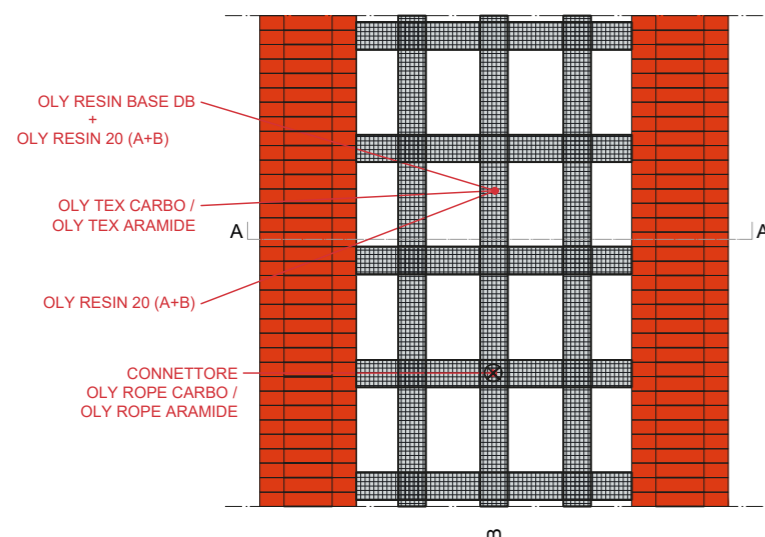 OLY RESIN BASE DB
+
OLY RESIN 20 (A+B)
OLY TEX CARBO /
OLY TEX ARAMIDE
A
A
OLY RESIN 20 (A+B)
CONNETTORE
OLY ROPE CARBO /
OLY ROPE ARAMIDE
B